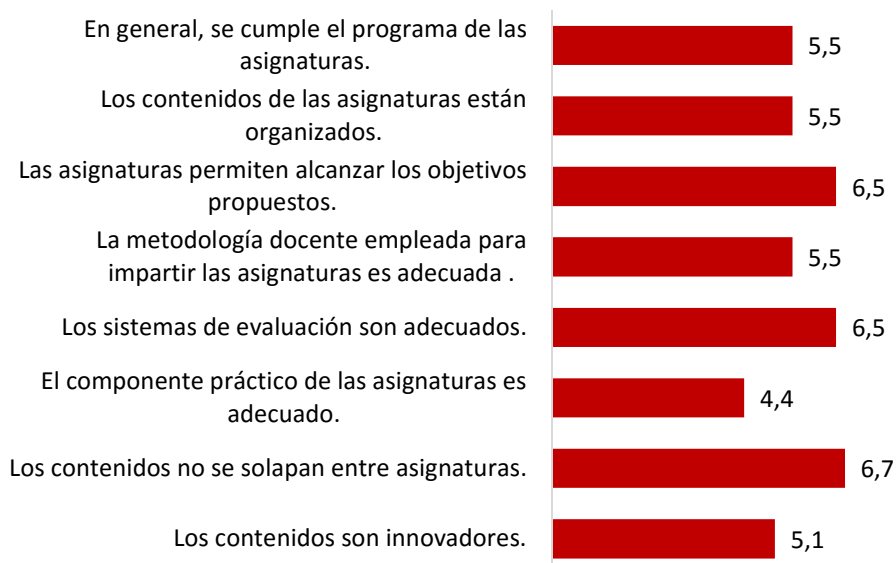 En general, se cumple el programa de las
asignaturas.
5,5
Los contenidos de las asignaturas están
organizados.
5,5
Las asignaturas permiten alcanzar los objetivos
propuestos.
6,5
La metodología docente empleada para
impartir las asignaturas es adecuada .
5,5
Los sistemas de evaluación son adecuados.
6,5
El componente práctico de las asignaturas es
adecuado.
4,4
Los contenidos no se solapan entre asignaturas.
6,7
Los contenidos son innovadores.
5,1